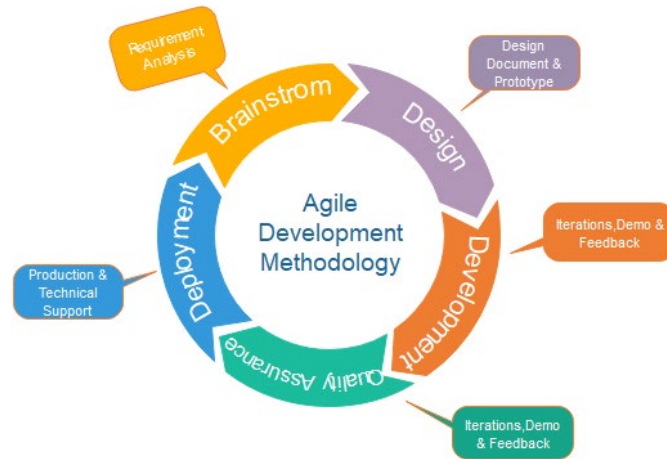 Requirement
Analysis
Brainstrom
Design
Document &
Prototype
Design
Agile
Development
Methodology
Iterations,Demo &
Feedback
Development
Production &
Technical
Support
Deployment
Quality Assurance
Iterations,Demo
& Feedback